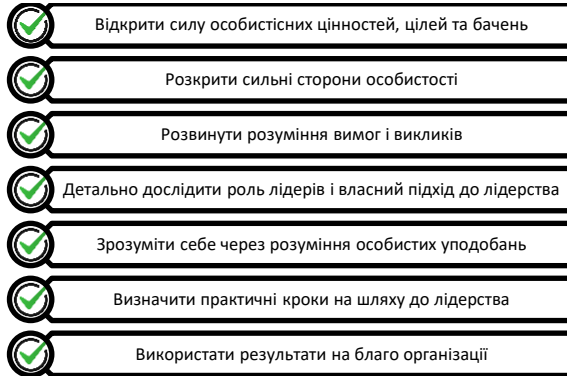 Відкрити силу особистісних цінностей, цілей та бачень
Розкрити сильні сторони особистості
Розвинути розуміння вимог і викликів
Детально дослідити роль лідерів і власний підхід до лідерства
Зрозуміти себе через розуміння особистих уподобань
Визначити практичні кроки на шляху до лідерства
Використати результати на благо організації